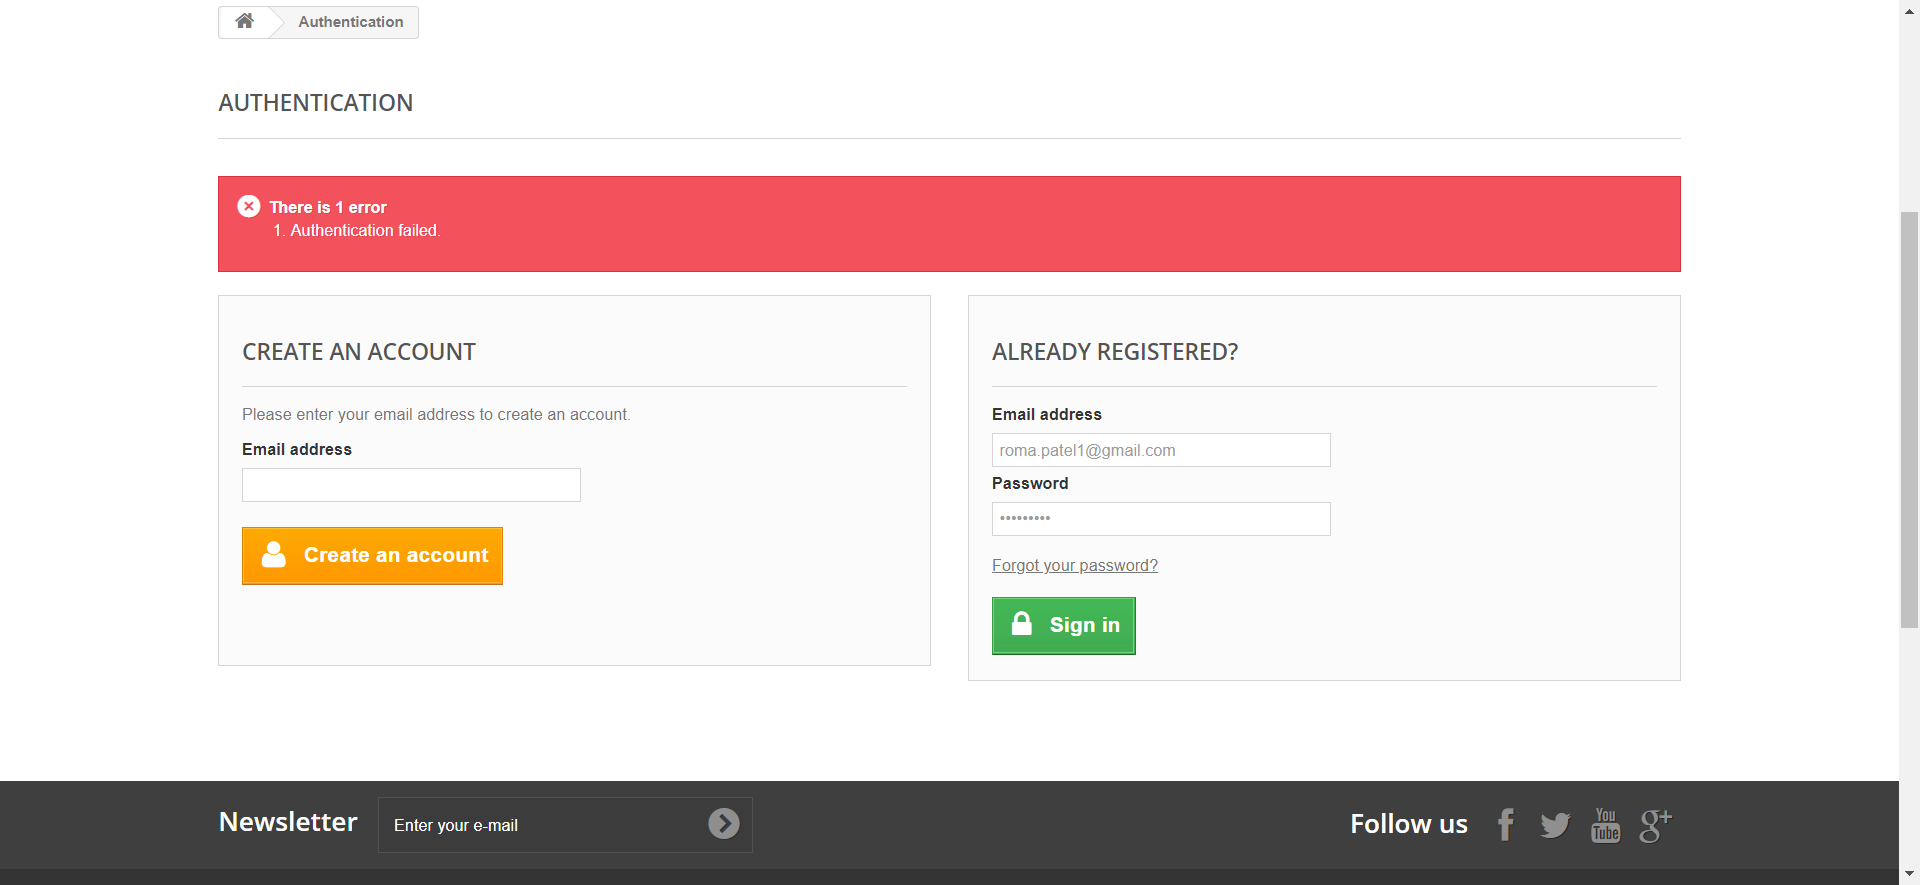 Authentication
AUTHENTICATION
There is 1 error
1. Authentication failed.
CREATE AN ACCOUNT
Please enter your email address to create an account.
Email address
Create an account
ALREADY REGISTERED?
Email address
roma.patel1@gmail.com
Password
•••••••••
Forgot your password?
Sign in
Newsletter
Enter your e-mail
Follow us
You
Tube
g+